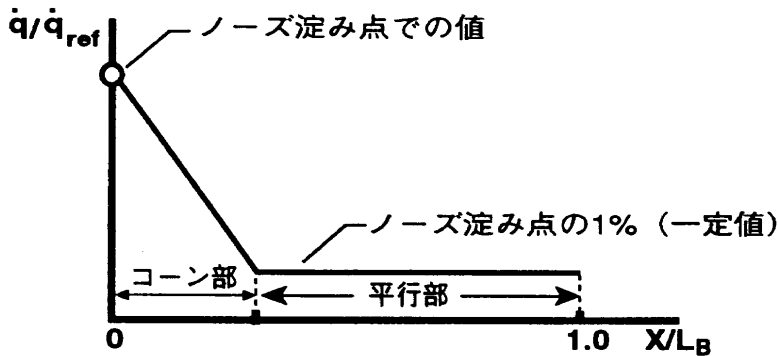 q̇/q̇ref
ノーズ淀み点での値
ノーズ淀み点の1%（一定値）
コーン部
平行部
0
1.0
X/LB